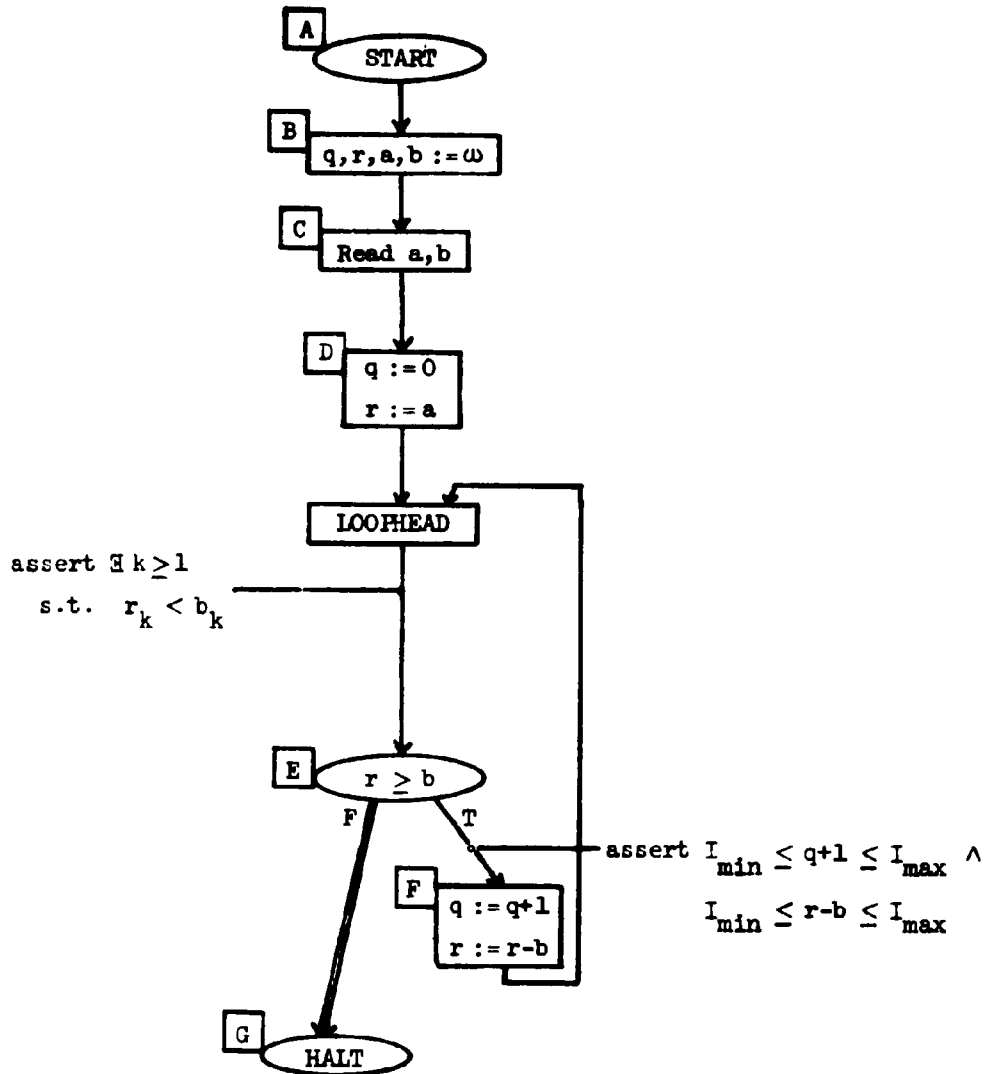 A
START
B
q,r,a,b := ω
C
Read a,b
D
q := 0
r := a
LOOPHEAD
assert ∃ k ≥ 1
s.t. r_k < b_k
E
r ≥ b
F
T
assert I_min ≤ q+1 ≤ I_max ∧
I_min ≤ r-b ≤ I_max
F
q := q+1
r := r-b
G
HALT